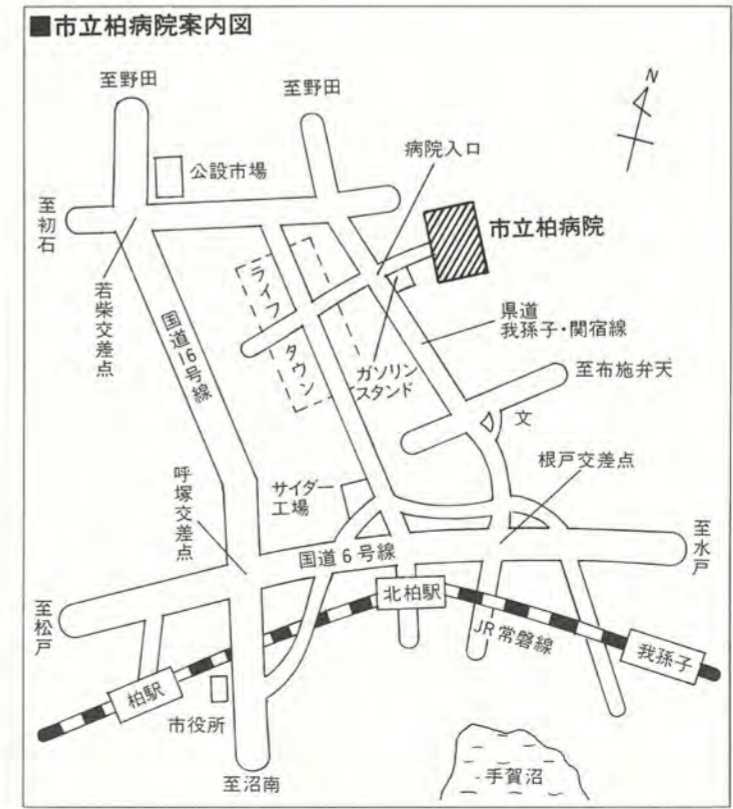 ■市立柏病院案内図
至野田
至野田
N
病院入口
公設市場
至初石
市立柏病院
若柴交差点
国道16号線
ライフタウン
県道
我孫子・関宿線
ガソリン
スタンド
至布施弁天
文
根戸交差点
呼塚交差点
サイダー
工場
国道6号線
至水戸
北柏駅
至松戸
JR常磐線
我孫子
柏駅
市役所
至沼南
手賀沼